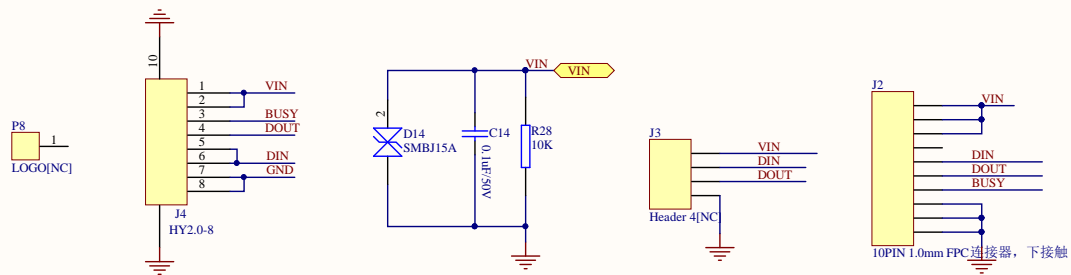 P8
1
LOGO[NC]
10
1
2
3
4
5
6
7
8
VIN
BUSY
DOUT
DIN
GND
J4
HY2.0-8
VIN
VIN
2
D14
SMBJ15A
C14
0.1uF/50V
R28
10K
J3
VIN
DIN
DOUT
Header 4[NC]
J2
VIN
DIN
DOUT
BUSY
10PIN 1.0mm FPC连接器，下接触